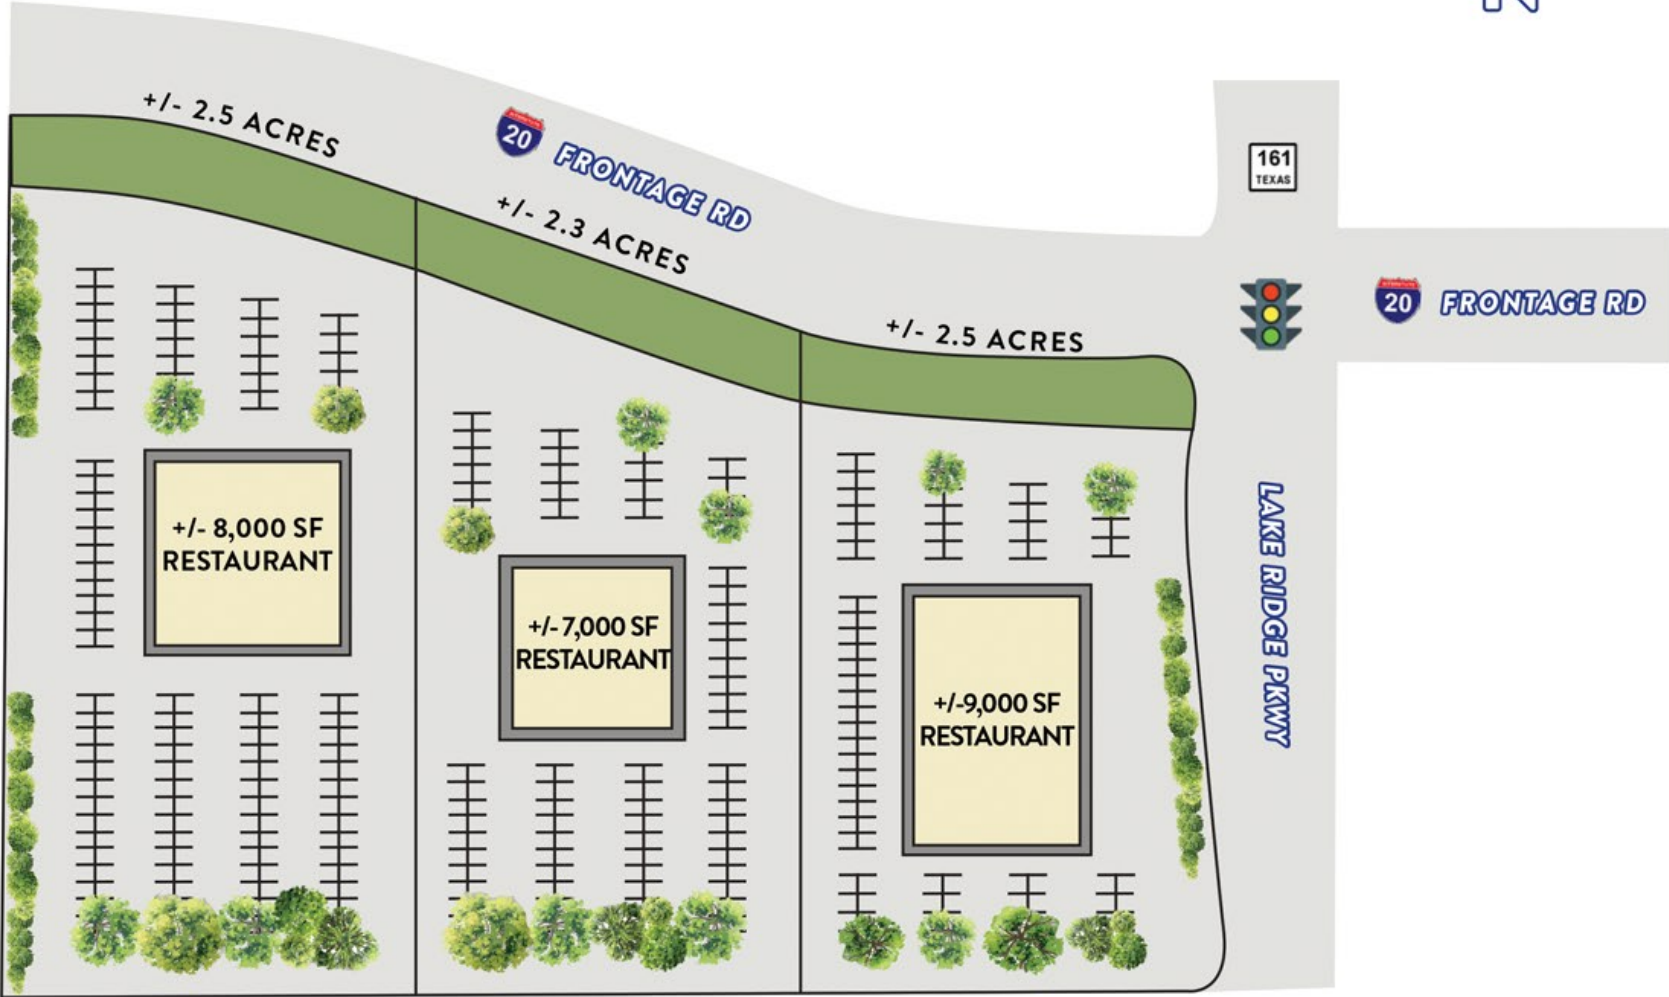 +/- 2.5 ACRES
20
FRONTAGE RD
161
TEXAS
+/- 2.3 ACRES
20
FRONTAGE RD
+/- 2.5 ACRES
+/- 8,000 SF
RESTAURANT
+/- 7,000 SF
RESTAURANT
+/-9,000 SF
RESTAURANT
LAKE RIDGE PKWY